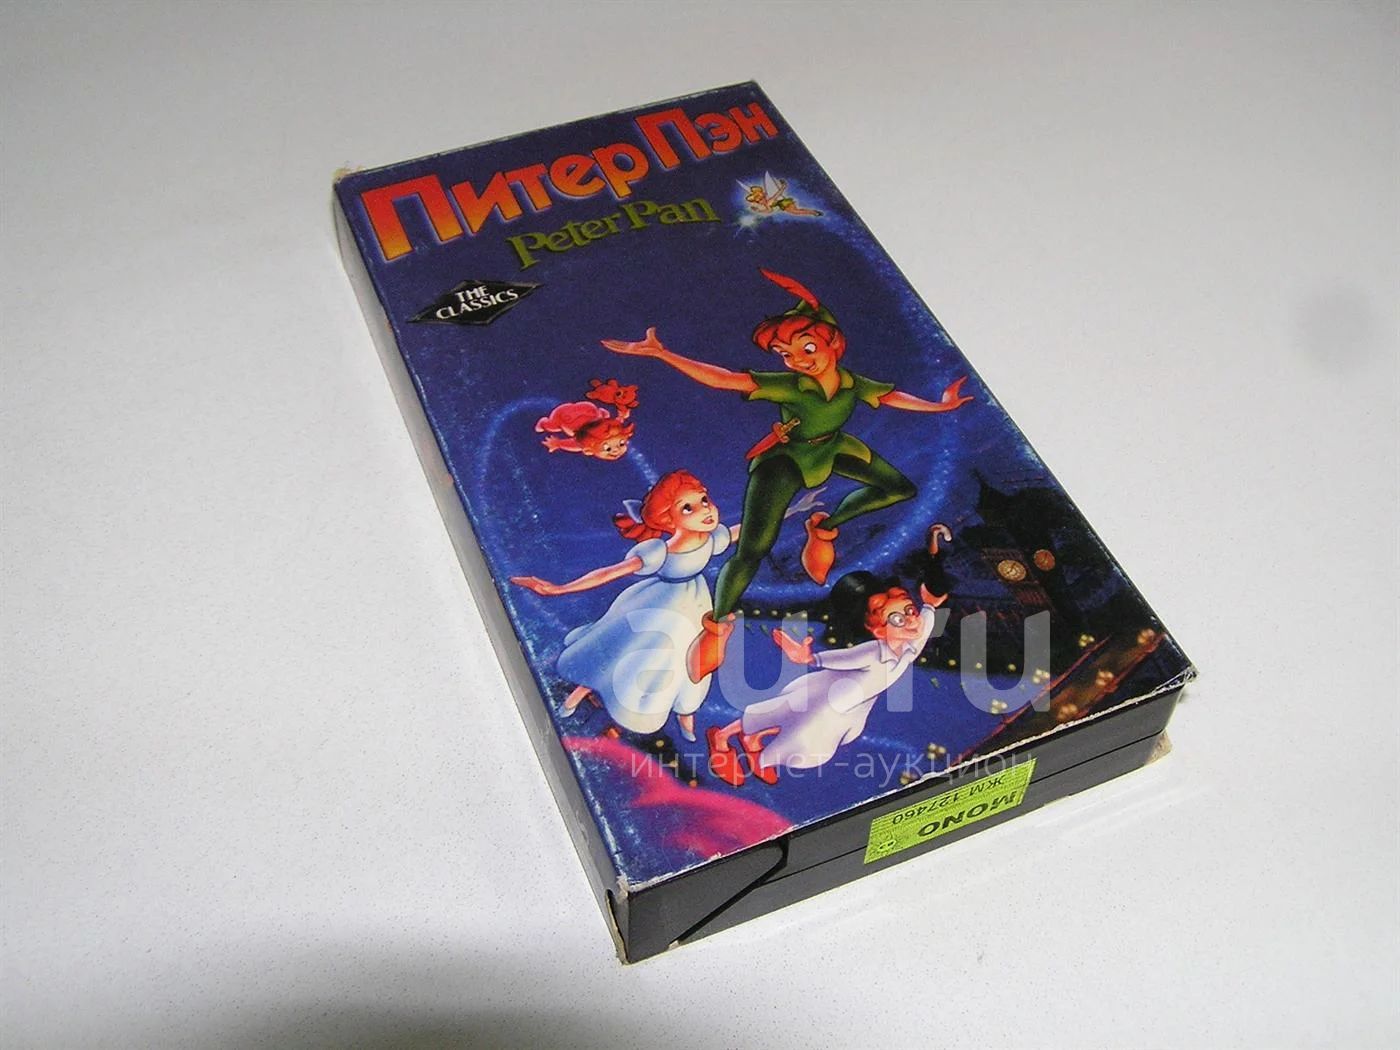 Питер Пэн
Peter Pan
THE
CLASSICS
au.ru
интернет-аукцион
MONO
ЖМ 127460